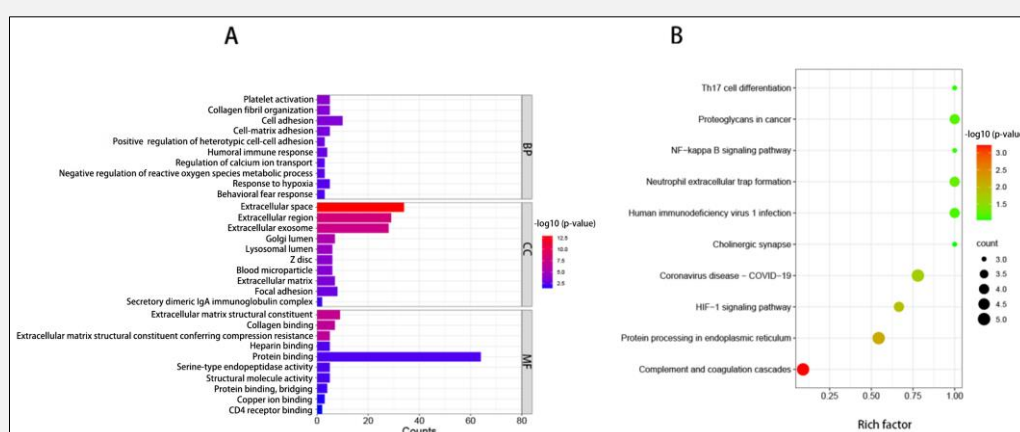 A
Platelet activation
Collagen fibril organization
Cell adhesion
Cell-matrix adhesion
Positive regulation of heterotypic cell-cell adhesion
Humoral immune response
Regulation of calcium ion transport
Negative regulation of reactive oxygen species metabolic process
Response to hypoxia
Behavioral fear response
BP
Extracellular space
Extracellular region
Extracellular exosome
Golgi lumen
Lysosomal lumen
Z disc
Blood microparticle
Extracellular matrix
Focal adhesion
Secretory dimeric IgA immunoglobulin complex
CC
Extracellular matrix structural constituent
Collagen binding
Extracellular matrix structural constituent conferring compression resistance
Heparin binding
Protein binding
Serine-type endopeptidase activity
Structural molecule activity
Protein binding, bridging
Copper ion binding
CD4 receptor binding
MF
0 20 40 60 80
Counts
-log10 (p-value)
12.5
10.0
7.5
5.0
2.5
B
Th17 cell differentiation
Proteoglycans in cancer
NF-kappa B signaling pathway
Neutrophil extracellular trap formation
Human immunodeficiency virus 1 infection
Cholinergic synapse
Coronavirus disease - COVID-19
HIF-1 signaling pathway
Protein processing in endoplasmic reticulum
Complement and coagulation cascades
0.25 0.50 0.75 1.00
Rich factor
-log10 (p-value)
3.0
2.5
2.0
1.5
count
3.0
3.5
4.0
4.5
5.0